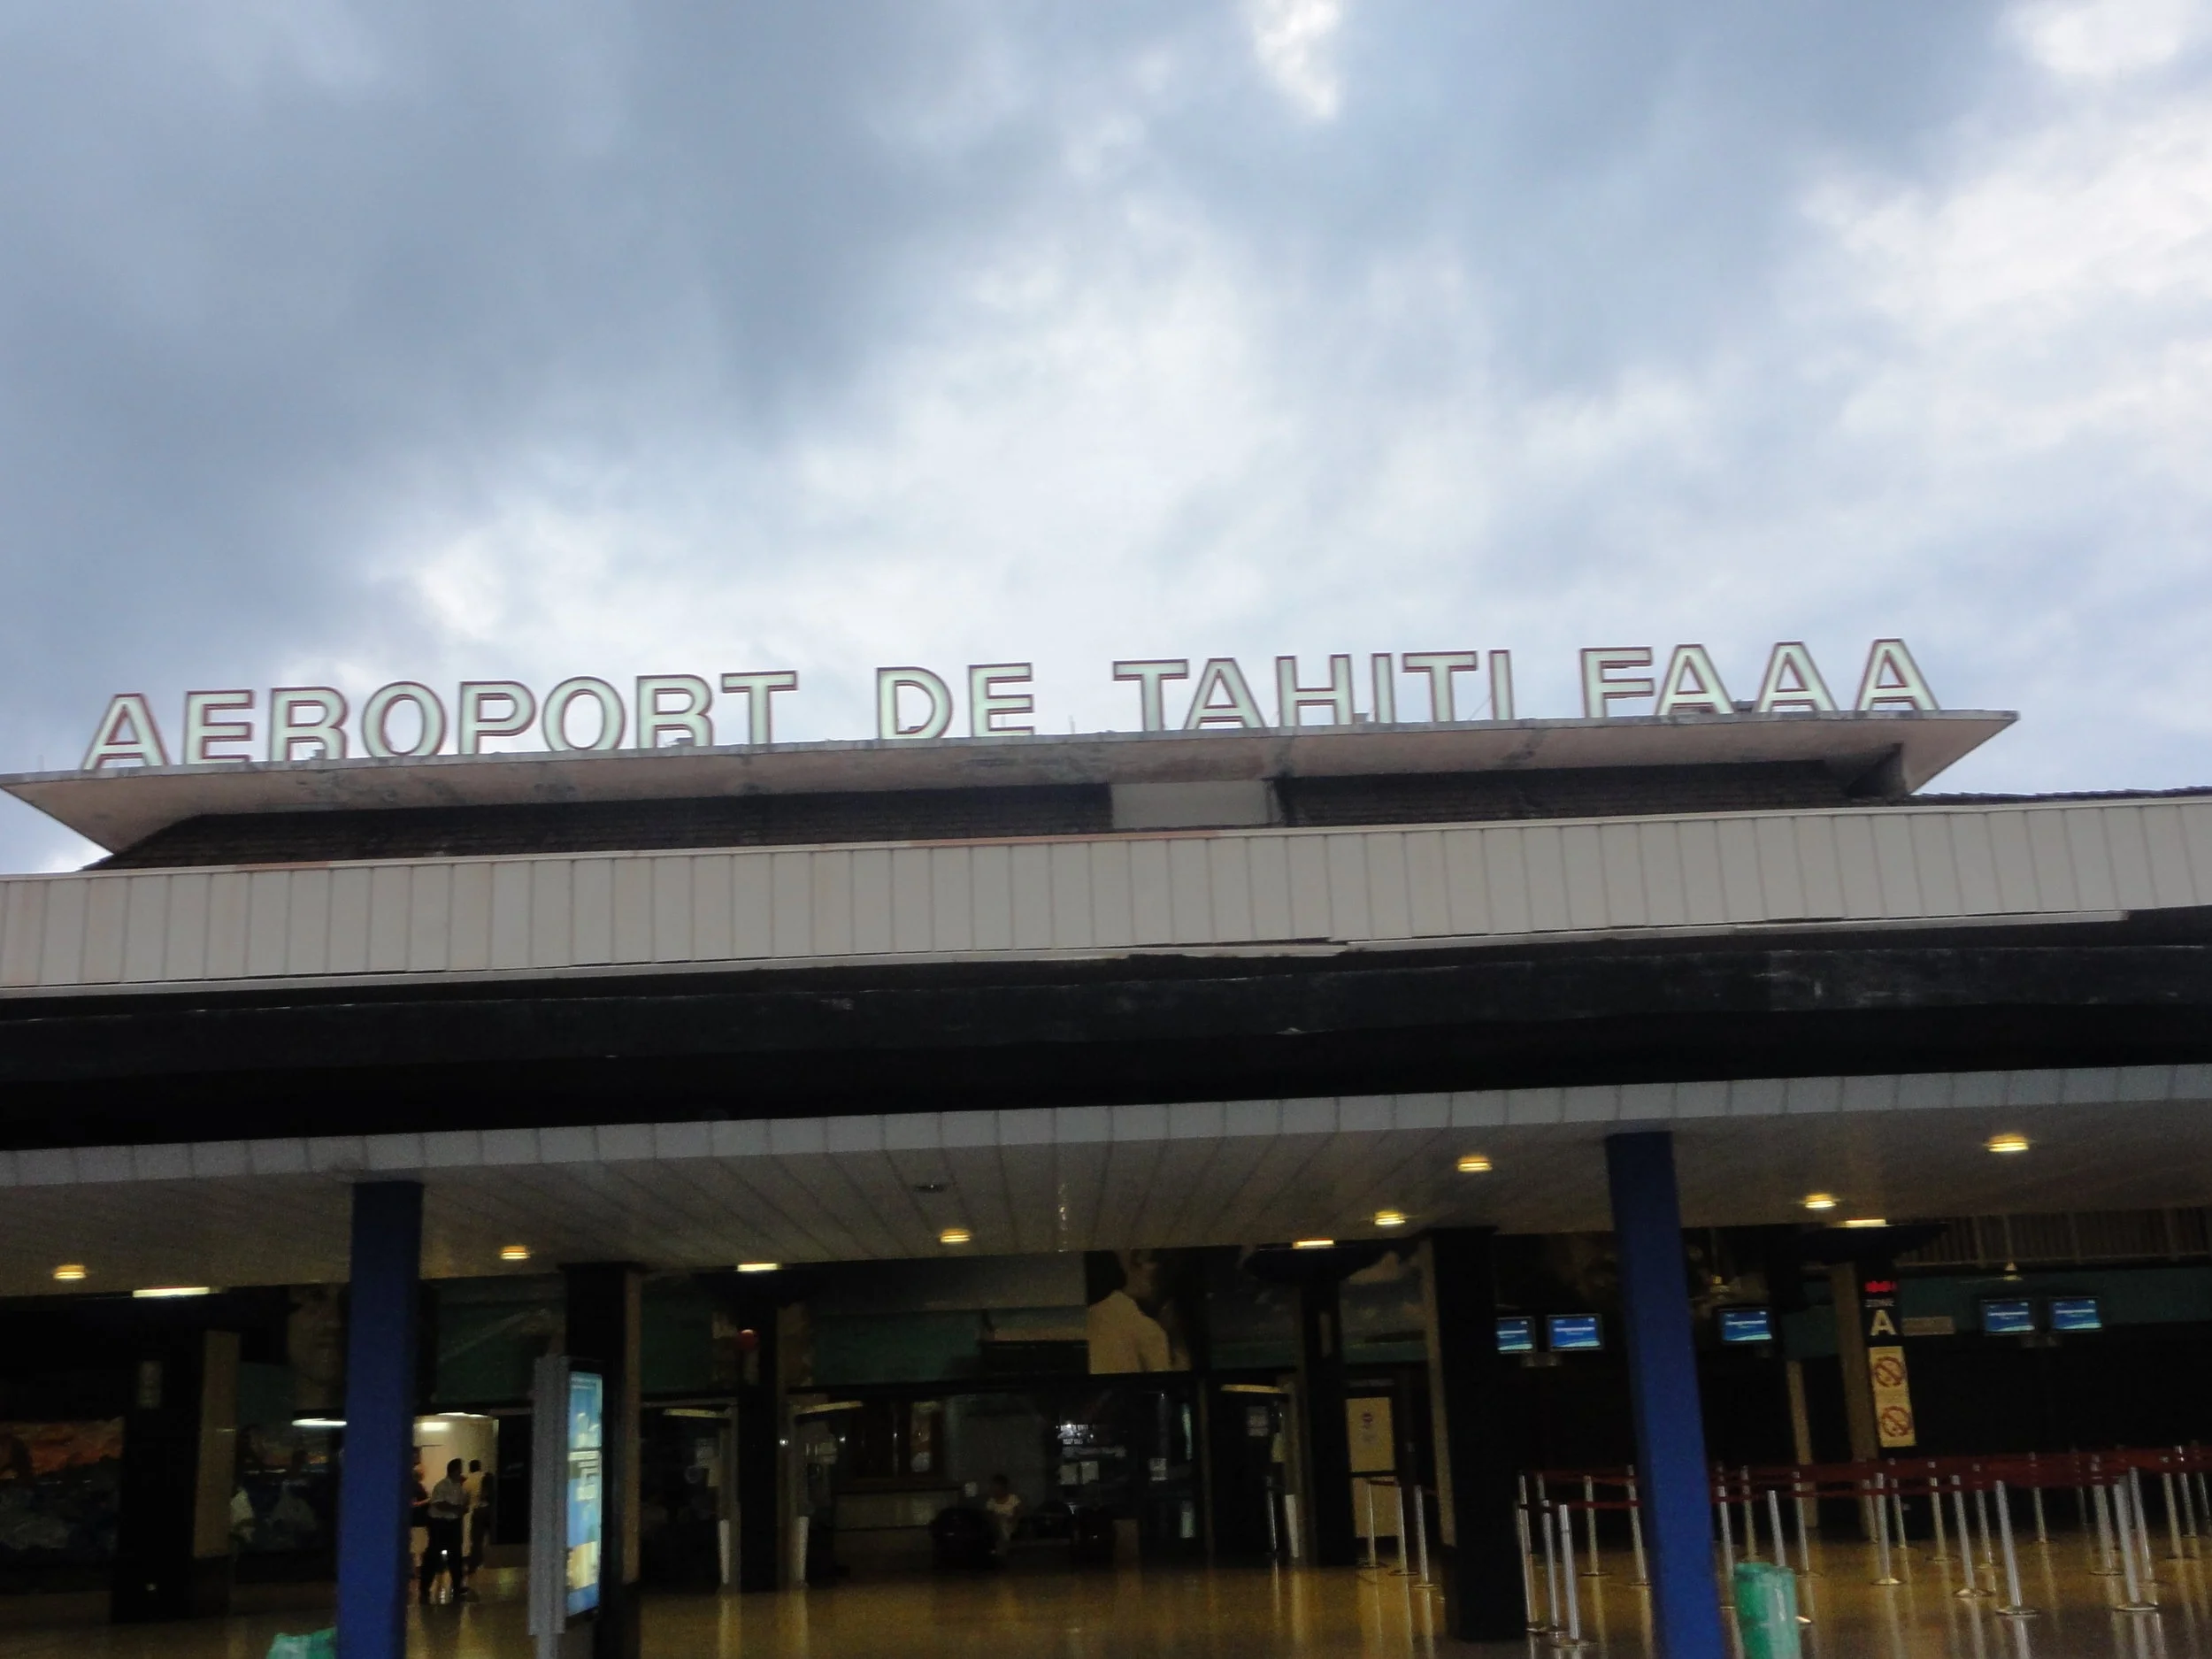 AEROPORT DE TAHITI FAAA
A